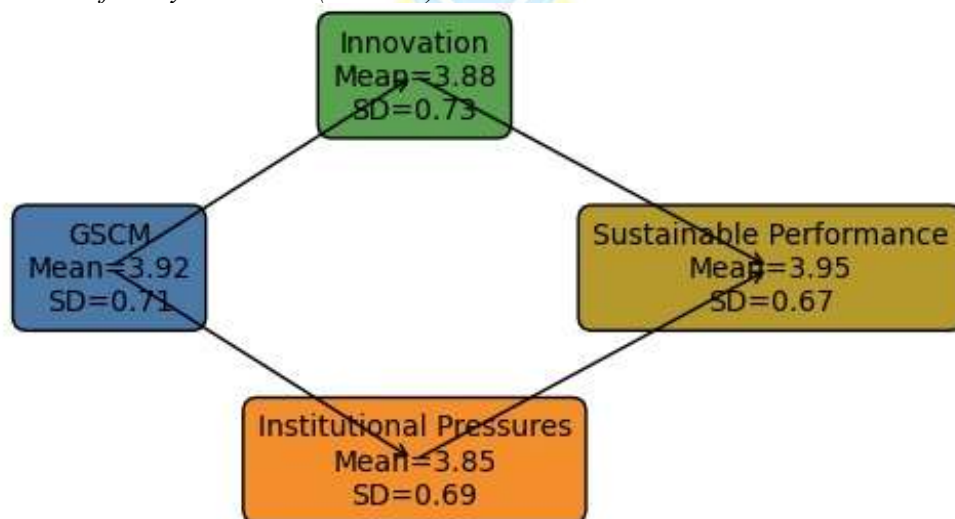 Innovation
Mean=3.88
SD=0.73
GSCM
Mean=3.92
SD=0.71
Sustainable Performance
Mean=3.95
SD=0.67
Institutional Pressures
Mean=3.85
SD=0.69